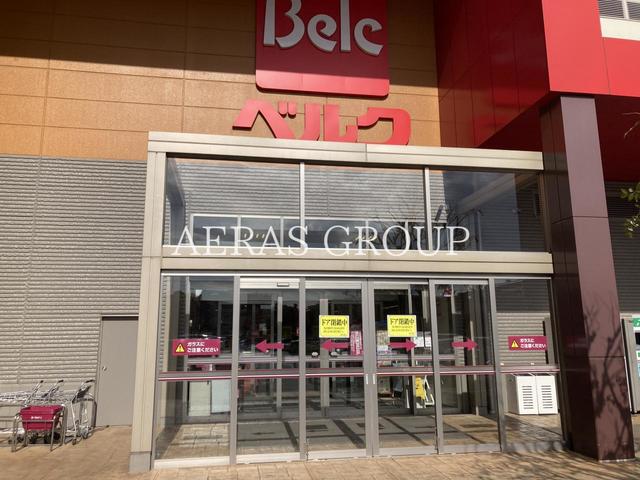 Belc
ベルク
AERAS GROUP
ドア開放中
ドア開放中
ガラスに
ご注意ください
ガラスに
ご注意ください